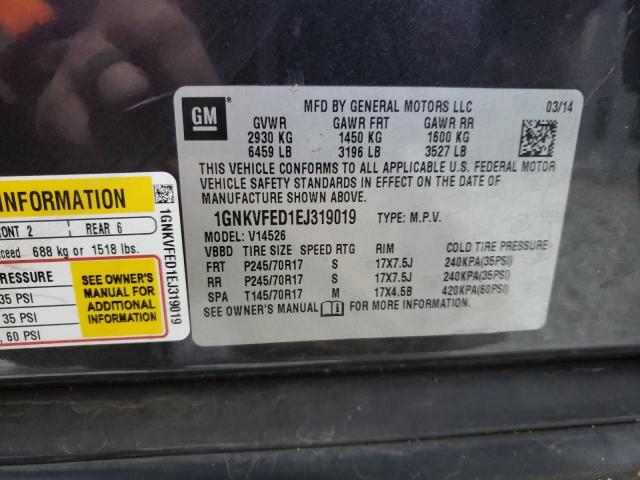 GM
MFD BY GENERAL MOTORS LLC 03/14
GVWR GAWR FRT GAWR RR
2930 KG 1450 KG 1600 KG
6459 LB 3196 LB 3527 LB
THIS VEHICLE CONFORMS TO ALL APPLICABLE U.S. FEDERAL MOTOR
VEHICLE SAFETY STANDARDS IN EFFECT ON THE DATE OF
MANUFACTURE SHOWN ABOVE.
1GNKVFED1EJ319019 TYPE: M.P.V.
MODEL: V14526
VBBD TIRE SIZE SPEED RTG RIM COLD TIRE PRESSURE
FRT P245/70R17 S 17X7.5J 240KPA(35PSI)
RR P245/70R17 S 17X7.5J 240KPA(35PSI)
SPA T145/70R17 M 17X4.5B 420KPA(60PSI)
SEE OWNER'S MANUAL FOR MORE INFORMATION.
INFORMATION
2 REAR 6
688 kg or 1518 lbs.
PRESSURE
35 PSI
35 PSI
60 PSI
SEE OWNER'S
MANUAL FOR
ADDITIONAL
INFORMATION
1GNKVFED1EJ319019